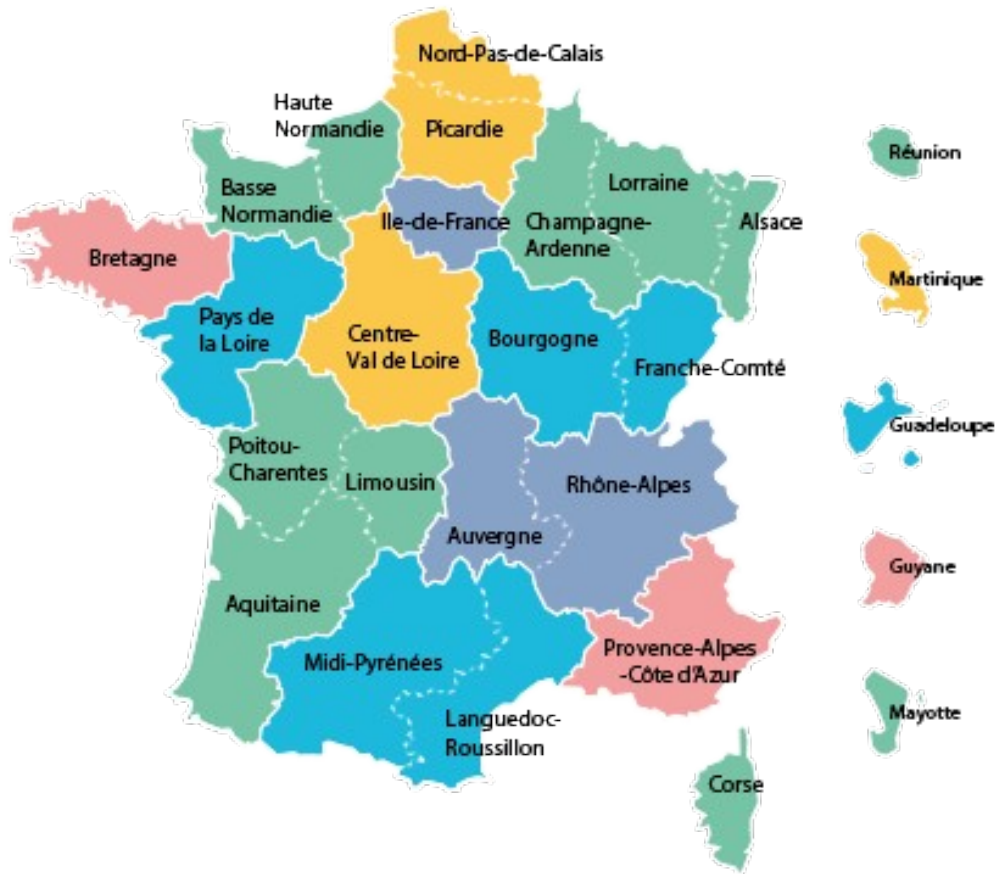 Nord-Pas-de-Calais
Haute
Normandie
Picardie
Réunion
Basse
Normandie
Lorraine
Ile-de-France
Champagne-
Ardenne
Alsace
Bretagne
Martinique
Pays de
la Loire
Centre-
Val de Loire
Bourgogne
Franche-Comté
Guadeloupe
Poitou-
Charentes
Limousin
Rhône-Alpes
Auvergne
Guyane
Aquitaine
Midi-Pyrénées
Provence-Alpes
-Côte d'Azur
Languedoc-
Roussillon
Mayotte
Corse